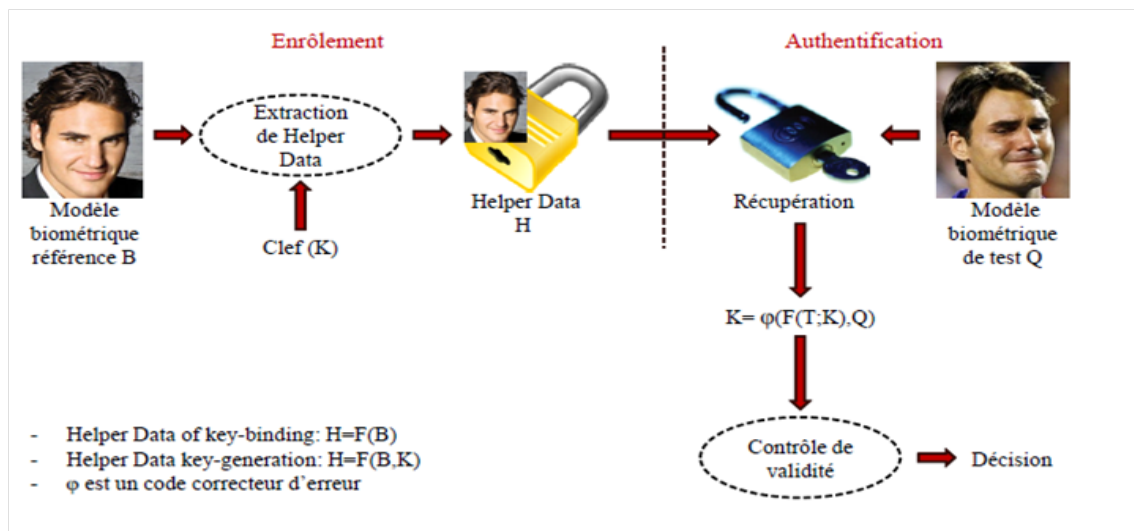 Enrôlement
Authentification
Extraction
de Helper
Data
Modèle
biométrique
référence B
Clef (K)
Helper Data
H
Récupération
Modèle
biométrique
de test Q
K= φ(F(T;K),Q)
Contrôle de
validité
Décision
- Helper Data of key-binding: H=F(B)
- Helper Data key-generation: H=F(B,K)
- φ est un code correcteur d’erreur